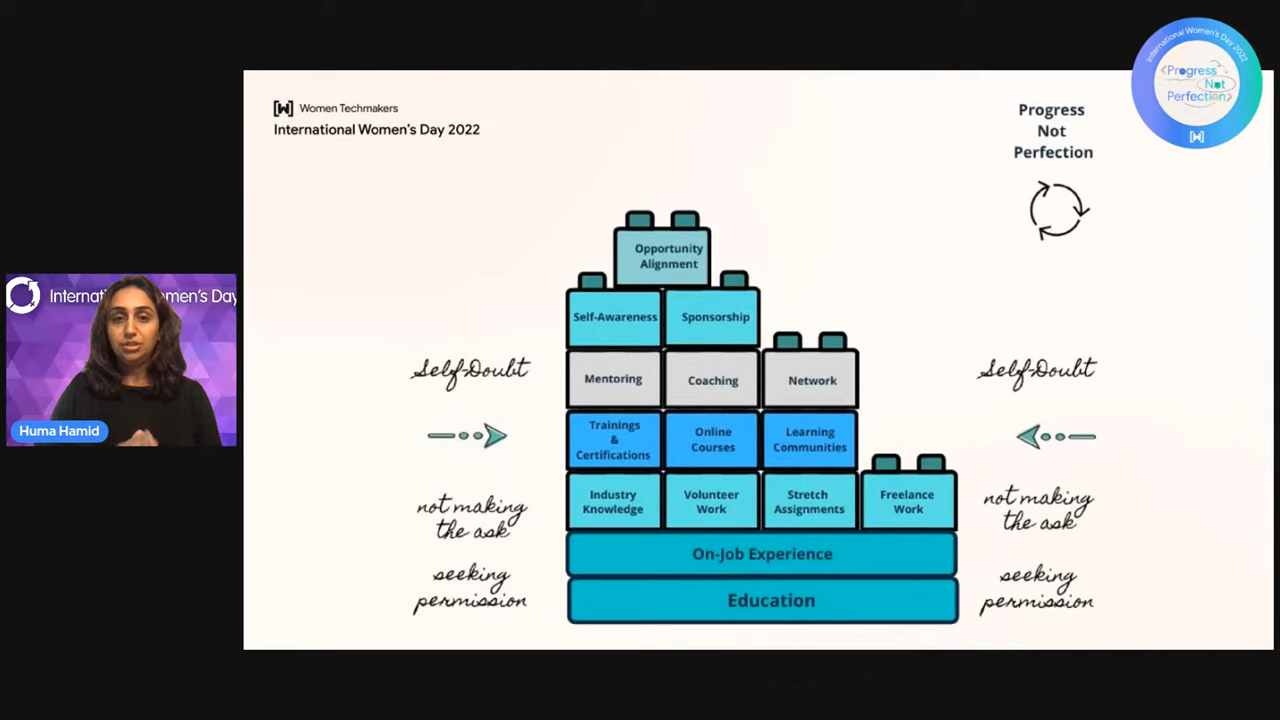 Women Techmakers
International Women's Day 2022
Progress
Not
Perfection
International Women's Day 2022
<Progress
Not
Perfection>
Opportunity
Alignment
Self-Awareness
Sponsorship
Mentoring
Coaching
Network
Trainings
&
Certifications
Online
Courses
Learning
Communities
Industry
Knowledge
Volunteer
Work
Stretch
Assignments
Freelance
Work
On-Job Experience
Education
Self-Doubt
not making
the ask
seeking
permission
Self-Doubt
not making
the ask
seeking
permission
Huma Hamid